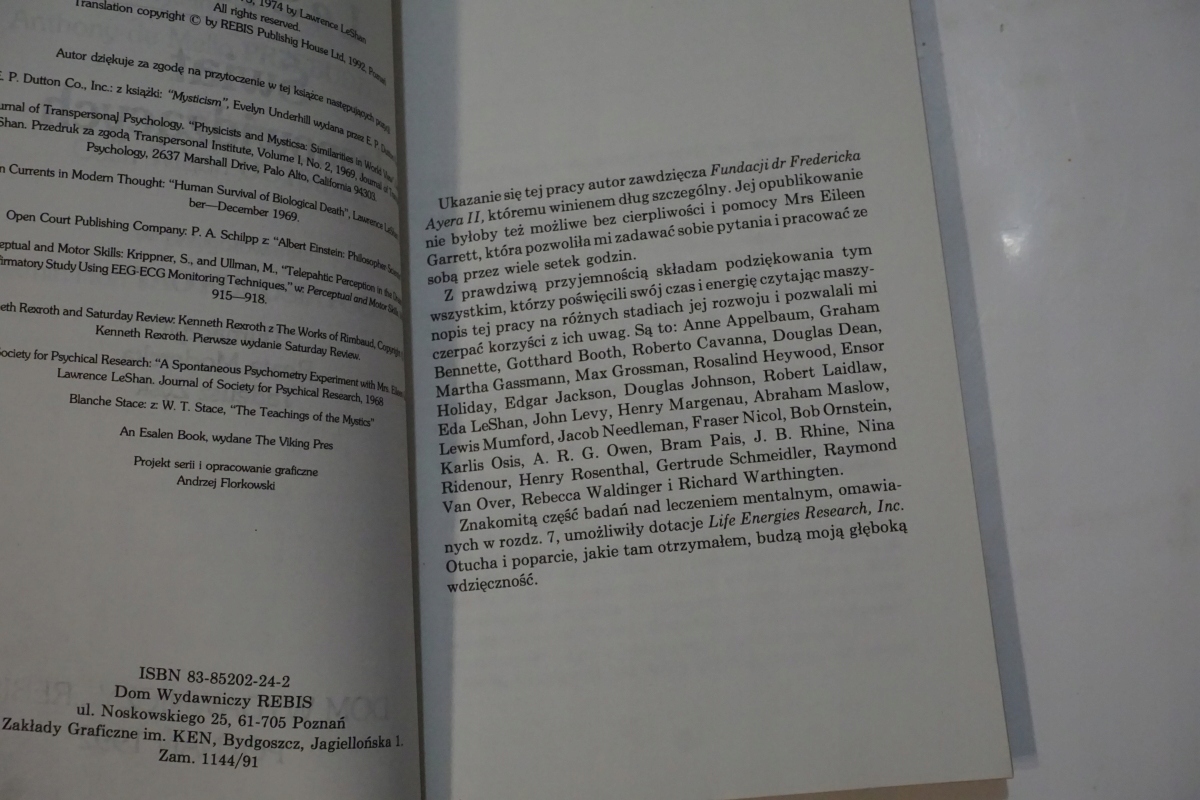 1974 by Lawrence LeShan
All rights reserved.
Translation copyright © by REBIS Publishig House Ltd, 1992, Poznań
Autor dziękuje za zgodę na przytoczenie w tej książce następujących pozycji
E. P. Dutton Co., Inc.: z książki: "Mysticism", Evelyn Underhill wydana przez E. P. Dutton
Journal of Transpersonal Psychology. "Physicists and Mysticsa: Similarities in World View"
Shan. Przedruk za zgodą Transpersonal Institute, Volume I, No. 2, 1969, Journal of
Psychology, 2637 Marshall Drive, Palo Alto, California 94303.
Currents in Modern Thought: "Human Survival of Biological Death", Lawrence LeShan
ber—December 1969.
Open Court Publishing Company: P. A. Schilpp z: "Albert Einstein: Philosopher
Motor Skills: Krippner, S., and Ullman, M., "Telepahtic Perception in the
firmatory Study Using EEG-ECG Monitoring Techniques," w: Perceptual and Motor Skills,
915—918.
Rexroth and Saturday Review: Kenneth Rexroth z The Works of Rimbaud, Copyright
Kenneth Rexroth. Pierwsze wydanie Saturday Review.
Society for Psychical Research: "A Spontaneous Psychometry Experiment with Mrs. Eileen
Lawrence LeShan. Journal of Society for Psychical Research, 1968
Blanche Stace: z: W. T. Stace, "The Teachings of the Mystics"
An Esalen Book, wydane The Viking Pres
Projekt serii i opracowanie graficzne
Andrzej Florkowski
ISBN 83-85202-24-2
Dom Wydawniczy REBIS
ul. Noskowskiego 25, 61-705 Poznań
Zakłady Graficzne im. KEN, Bydgoszcz, Jagiellońska 1.
Zam. 1144/91
Ukazanie się tej pracy autor zawdzięcza Fundacji dr Fredericka
Ayera II, któremu winienem dług szczególny. Jej opublikowanie
nie byłoby też możliwe bez cierpliwości i pomocy Mrs Eileen
Garrett, która pozwoliła mi zadawać sobie pytania i pracować ze
sobą przez wiele setek godzin.
Z prawdziwą przyjemnością składam podziękowania tym
wszystkim, którzy poświęcili swój czas i energię czytając maszy-
nopis tej pracy na różnych stadiach jej rozwoju i pozwalali mi
czerpać korzyści z ich uwag. Są to: Anne Appelbaum, Graham
Bennette, Gotthard Booth, Roberto Cavanna, Douglas Dean,
Martha Gassmann, Max Grossman, Rosalind Heywood, Ensor
Holiday, Edgar Jackson, Douglas Johnson, Robert Laidlaw,
Eda LeShan, John Levy, Henry Margenau, Abraham Maslow,
Lewis Mumford, Jacob Needleman, Fraser Nicol, Bob Ornstein,
Karlis Osis, A. R. G. Owen, Bram Pais, J. B. Rhine, Nina
Ridenour, Henry Rosenthal, Gertrude Schmeidler, Raymond
Van Over, Rebecca Waldinger i Richard Warthingten.
Znakomitą część badań nad leczeniem mentalnym, omawia-
nych w rozdz. 7, umożliwiły dotacje Life Energies Research, Inc.
Otucha i poparcie, jakie tam otrzymałem, budzą moją głęboką
wdzięczność.